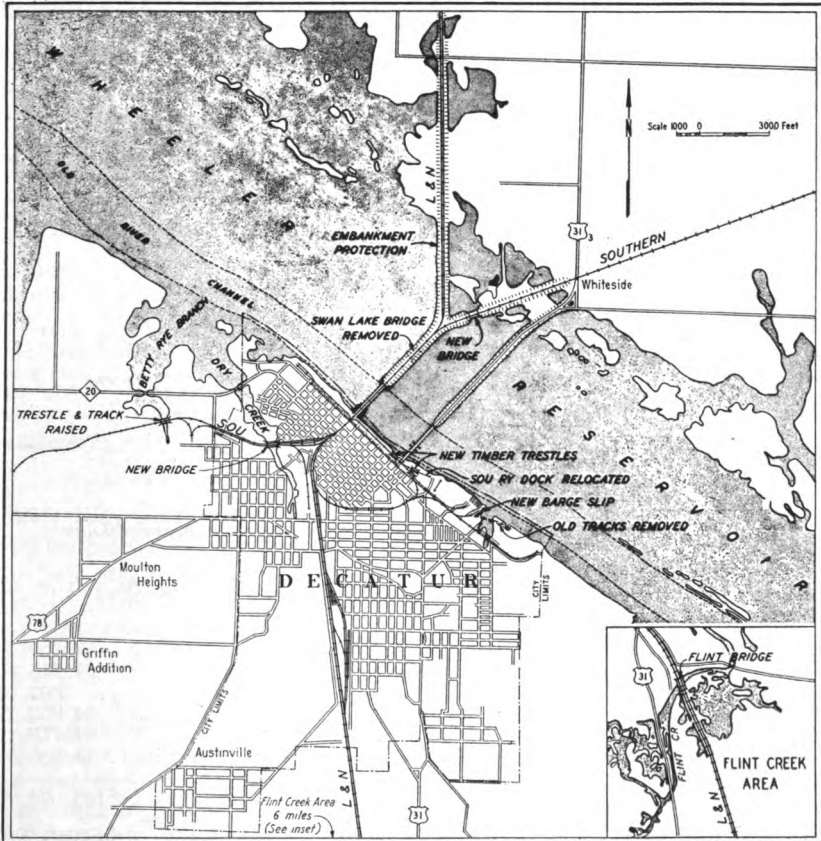 WHEELER
OLD
RIVER
CHANNEL
L & N
N
Scale 1000 0 3000 Feet
EMBANKMENT
PROTECTION
31
3
SOUTHERN
Whiteside
SWAN LAKE BRIDGE
REMOVED
NEW
BRIDGE
RESERVOIR
BETTY RYE BRANCH
DRY
CREEK
20
TRESTLE & TRACK
RAISED
SOU
NEW BRIDGE
NEW TIMBER TRESTLES
SOU RY DOCK RELOCATED
NEW BARGE SLIP
OLD TRACKS REMOVED
Moulton
Heights
DECATUR
CITY
LIMITS
78
Griffin
Addition
CITY LIMITS
Austinville
L & N
Flint Creek Area
6 miles
(See inset)
31
FLINT BRIDGE
31
FLINT CR
FLINT CREEK
AREA
L & N